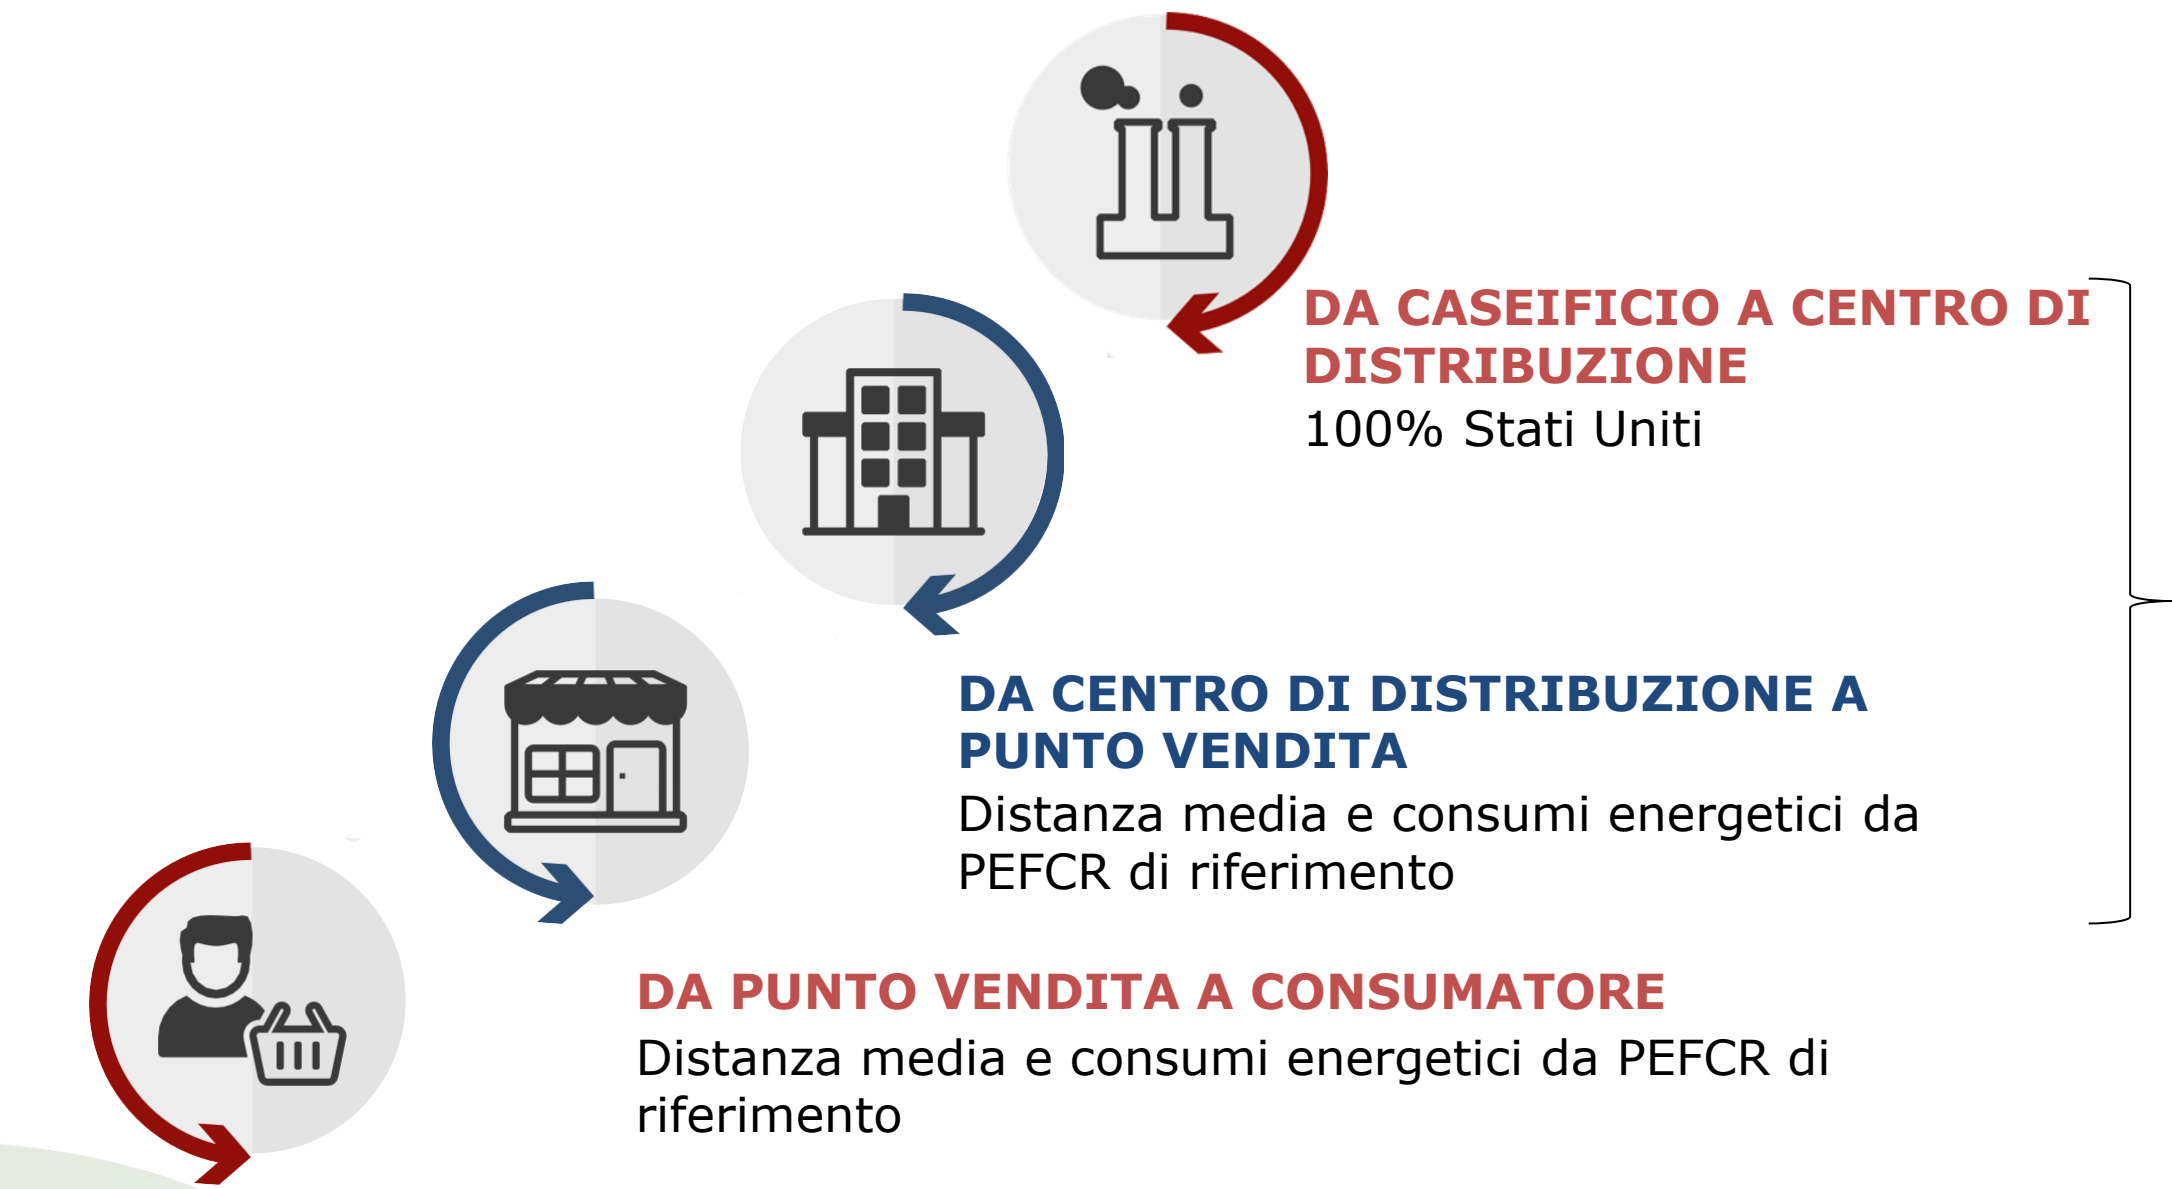 DA CASEIFICIO A CENTRO DI
DISTRIBUZIONE
100% Stati Uniti
DA CENTRO DI DISTRIBUZIONE A
PUNTO VENDITA
Distanza media e consumi energetici da
PEFCR di riferimento
DA PUNTO VENDITA A CONSUMATORE
Distanza media e consumi energetici da PEFCR di
riferimento